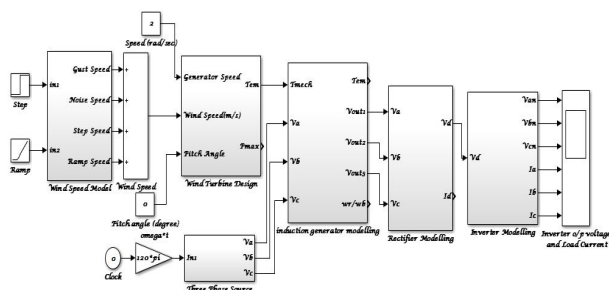 2
Speed (rad/sec)
Step
in1
Ramp
in2
Gust Speed
Noise Speed
Step Speed
Ramp Speed
Wind Speed Model
+
+
+
+
Wind Speed
Generator Speed
Wind Speed(m/s)
Pitch Angle
Tem
Pmax
Wind Turbine Design
0
Pitch angle (degree)
omega*t
0
Clock
120*pi
In1
Va
Vb
Vc
Three Phase Source
Tmech
Va
Vb
Vc
Tem
Vout1
Vout2
Vout3
wr/wb
induction generator modelling
Va
Vb
Vc
Vd
Id
Rectifier Modelling
Vd
Van
Vbn
Vcn
Ia
Ib
Ic
Inverter Modelling
Inverter o/p voltage
and Load Current